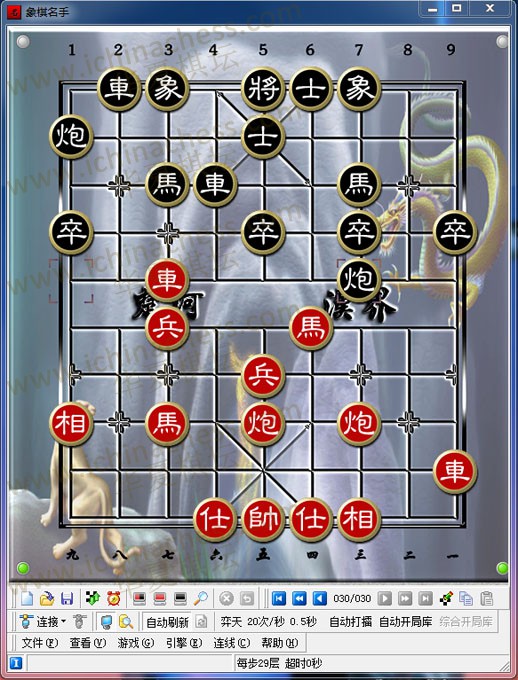 象棋名手
1 2 3 4 5 6 7 8 9
車 象 將 士 象
炮 士
馬 車 馬
卒 卒 卒 卒
車 炮
楚河 漢界
兵 馬
兵
相 馬 炮 炮
車
仕 帥 仕 相
九 八 七 六 五 四 三 二 一
030/030
连接 自动刷新 弈天 20次/秒 0.5秒 自动打擂 自动开局库 综合开局库
文件(F) 查看(V) 游戏(G) 引擎(E) 连线(C) 帮助(H)
每步29层 超时0秒
www.ichinachess.com